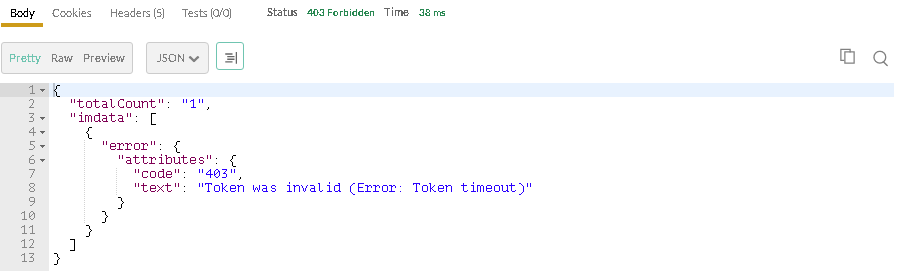 Body Cookies Headers (5) Tests (0/0) Status 403 Forbidden Time 38 ms
Pretty Raw Preview JSON
1 {
2 "totalCount": "1",
3 "imdata": [
4 {
5 "error": {
6 "attributes": {
7 "code": "403",
8 "text": "Token was invalid (Error: Token timeout)"
9 }
10 }
11 }
12 ]
13 }